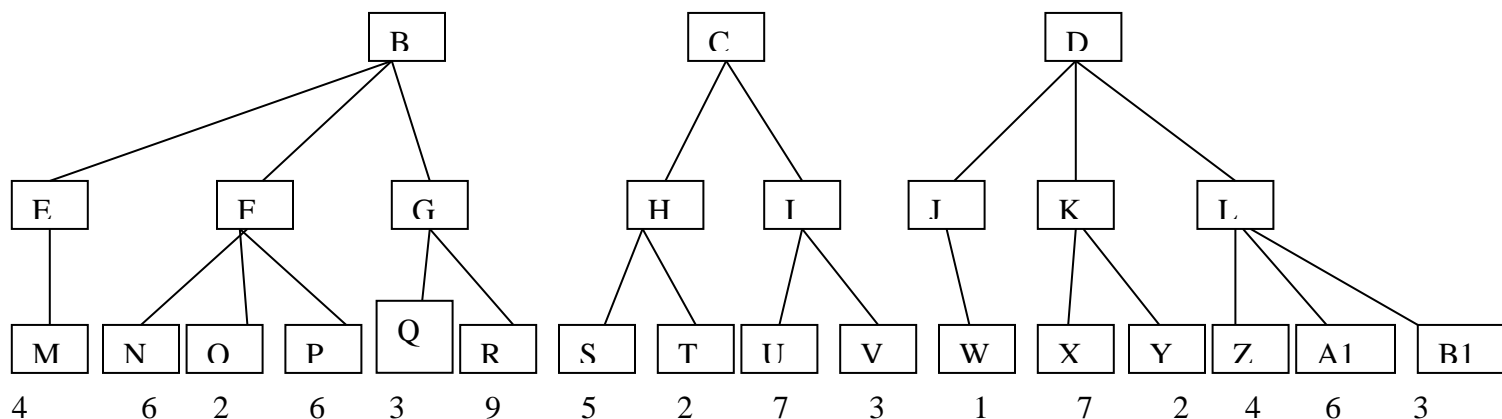 B C D
E F G H I J K L
M N O P Q R S T U V W X Y Z A1 B1
4 6 2 6 3 9 5 2 7 3 1 7 2 4 6 3